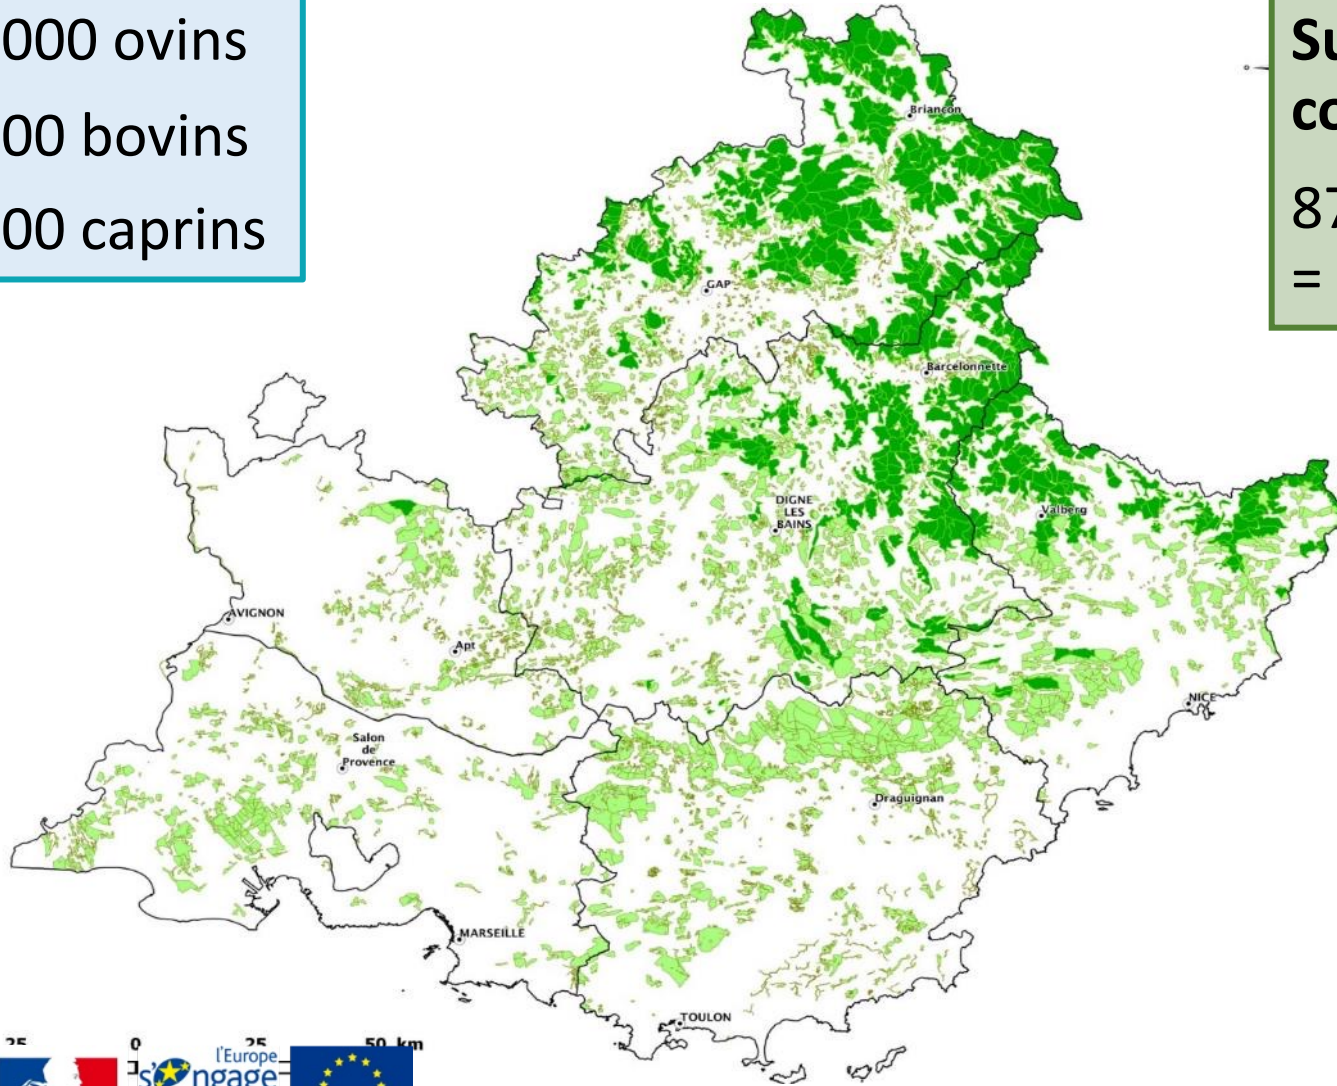 000 ovins
00 bovins
00 caprins
Su
co
87
=
Briançon
GAP
Barcelonnette
DIGNE
LES
BAINS
Valberg
AVIGNON
Apt
NICE
Salon
de
Provence
Draguignan
MARSEILLE
TOULON
25 0 25 50 km
l'Europe
s'engage